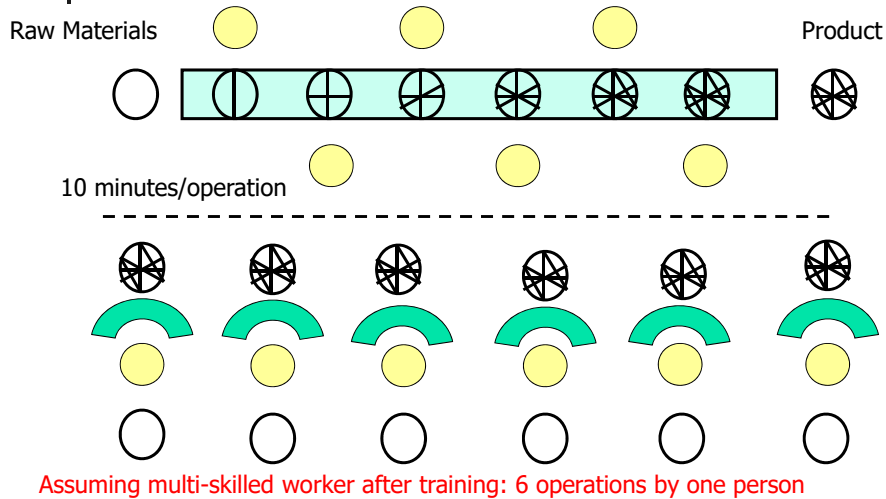 Raw Materials
Product
10 minutes/operation
Assuming multi-skilled worker after training: 6 operations by one person